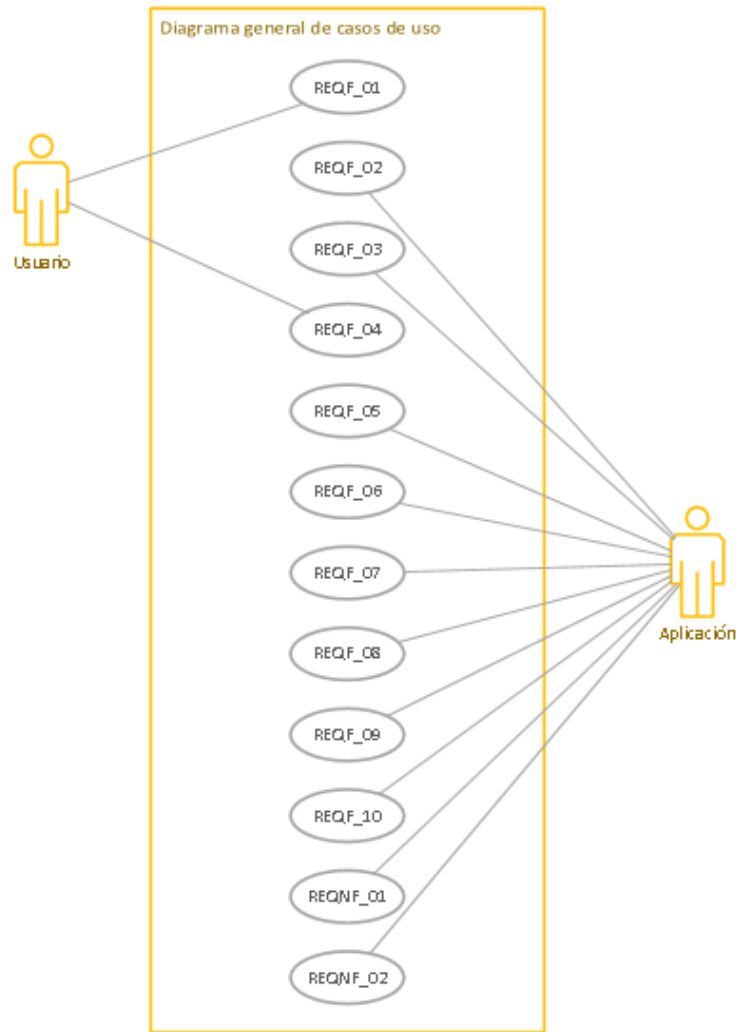 Diagrama general de casos de uso
REQF_01
REQF_02
Usuario
REQF_03
REQF_04
REQF_05
REQF_06
REQF_07
Aplicación
REQF_08
REQF_09
REQF_10
REQNF_01
REQNF_02